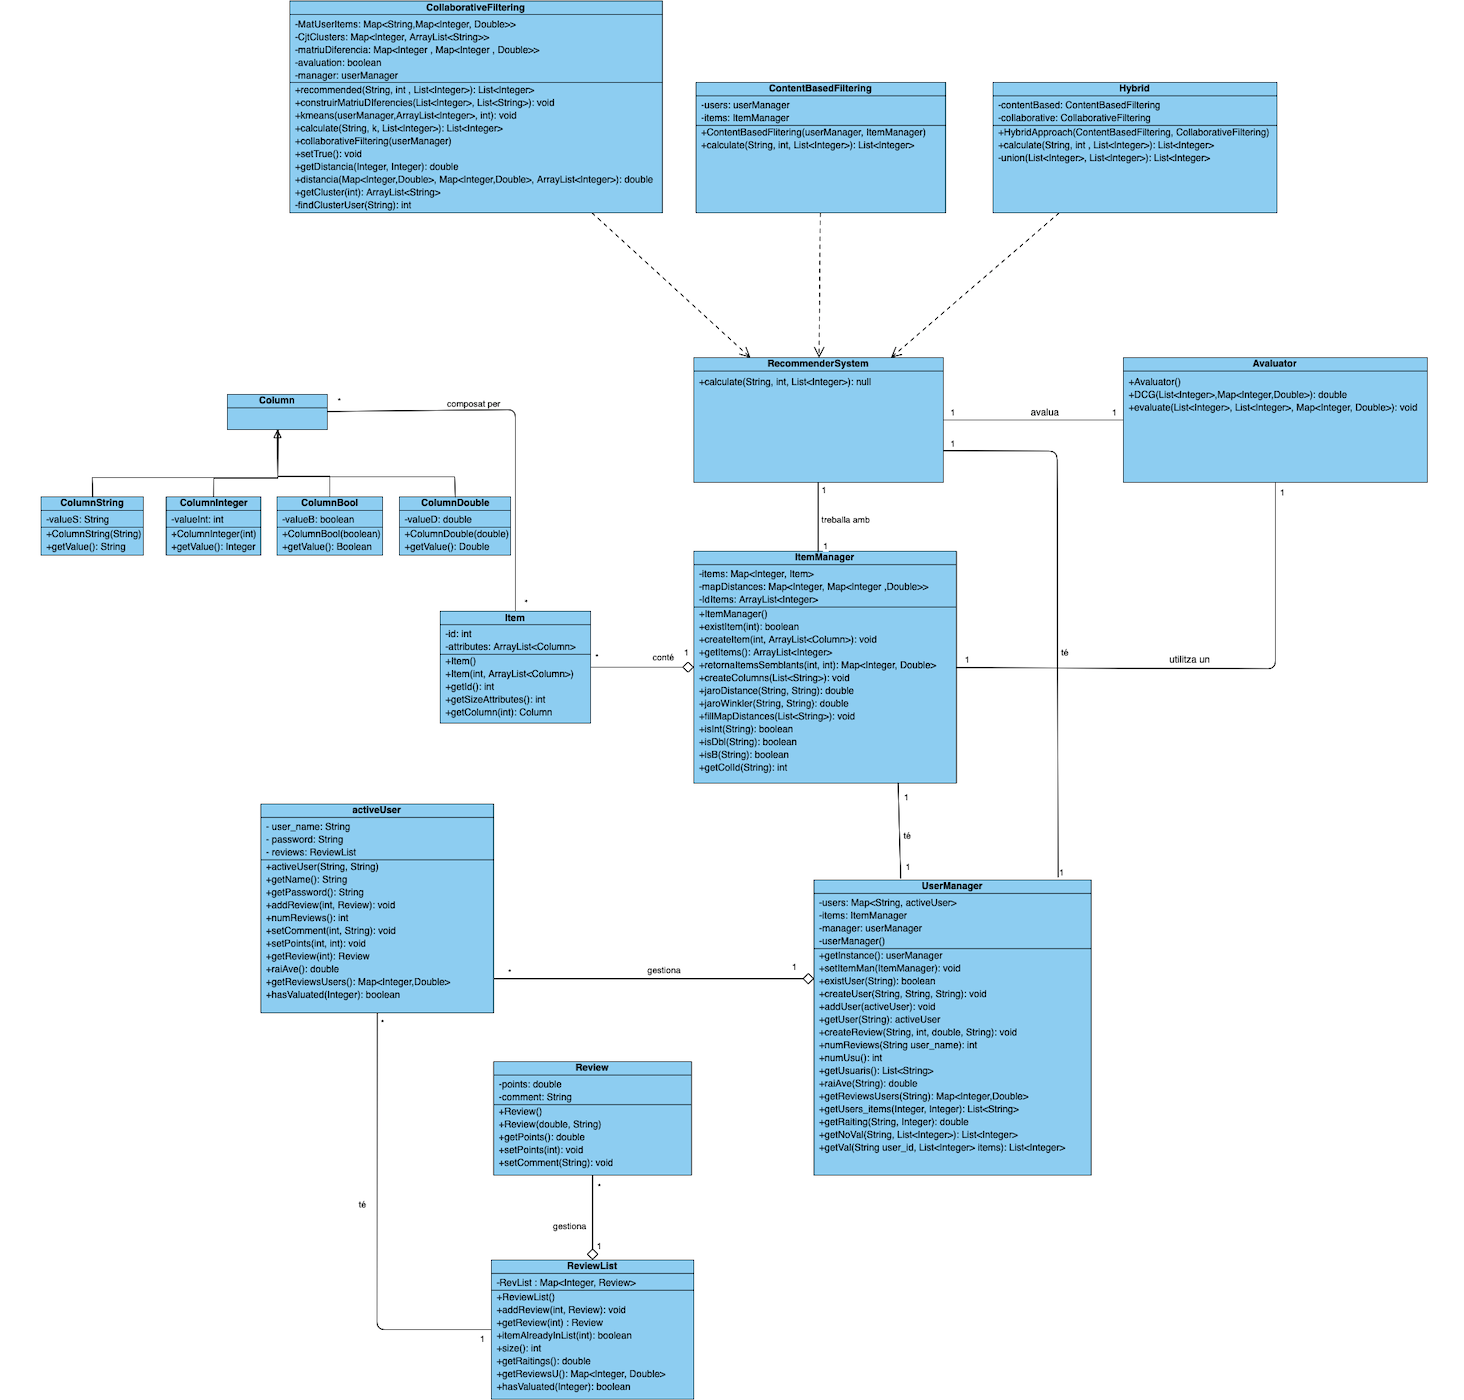 CollaborativeFiltering
-MatUserItems: Map<String,Map<Integer, Double>>
-CjtClusters: Map<Integer, ArrayList<String>>
-matriuDiferencia: Map<Integer , Map<Integer , Double>>
-avaluation: boolean
-manager: userManager
+recommended(String, int , List<Integer>): List<Integer>
+construirMatriuDIferencies(List<Integer>, List<String>): void
+kmeans(userManager,ArrayList<Integer>, int): void
+calculate(String, k, List<Integer>): List<Integer>
+collaborativeFiltering(userManager)
+setTrue(): void
+getDistancia(Integer, Integer): double
+distancia(Map<Integer,Double>, Map<Integer,Double>, ArrayList<Integer>): double
+getCluster(int): ArrayList<String>
-findClusterUser(String): int
ContentBasedFiltering
-users: userManager
-items: ItemManager
+ContentBasedFlitering(userManager, ItemManager)
+calculate(String, int, List<Integer>): List<Integer>
Hybrid
-contentBased: ContentBasedFiltering
-collaborative: CollaborativeFiltering
+HybridApproach(ContentBasedFiltering, CollaborativeFiltering)
+calculate(String, int , List<Integer>): List<Integer>
-union(List<Integer>, List<Integer>): List<Integer>
RecommenderSystem
+calculate(String, int, List<Integer>): null
1
avalua
1
Evaluator
+Avaluator()
+DCG(List<Integer>,Map<Integer,Double>): double
+evaluate(List<Integer>, List<Integer>, Map<Integer, Double>): void
Column
*
composat per
*
ColumnString
-valueS: String
+ColumnString(String)
+getValue(): String
ColumnInteger
-valueInt: int
+ColumnInteger(int)
+getValue(): Integer
ColumnBool
-valueB: boolean
+ColumnBool(boolean)
+getValue(): Boolean
ColumnDouble
-valueD: double
+ColumnDouble(double)
+getValue(): Double
1
treballa amb
1
1
té
1
1
utilitza un
1
ItemManager
-items: Map<Integer, Item>
-mapDistances: Map<Integer, Map<Integer ,Double>>
-IdItems: ArrayList<Integer>
+ItemManager()
+existItem(int): boolean
+createItem(int, ArrayList<Column>): void
+getItems(): ArrayList<Integer>
+retornaItemsSemblants(int, int): Map<Integer, Double>
+createColumns(List<String>): void
+jaroDistance(String, String): double
+jaroWinkler(String, String): double
+fillMapDistances(List<String>): void
+isInt(String): boolean
+isDbl(String): boolean
+isB(String): boolean
+getColId(String): int
Item
-id: int
-attributes: ArrayList<Column>
+Item()
+Item(int, ArrayList<Column>)
+getId(): int
+getSizeAttributes(): int
+getColumn(int): Column
*
conté
1
1
té
1
activeUser
- user_name: String
- password: String
- reviews: ReviewList
+activeUser(String, String)
+getName(): String
+getPassword(): String
+addReview(int, Review): void
+numReviews(): int
+setComment(int, String): void
+setPoints(int, int): void
+getReview(int): Review
+raiAve(): double
+getReviewsUsers(): Map<Integer,Double>
+hasValuated(Integer): boolean
*
gestiona
1
UserManager
-users: Map<String, activeUser>
-items: ItemManager
-manager: userManager
-userManager()
+getInstance(): userManager
+setItemMan(ItemManager): void
+existUser(String): boolean
+createUser(String, String, String): void
+addUser(activeUser): void
+getUser(String): activeUser
+createReview(String, int, double, String): void
+numReviews(String user_name): int
+numUsu(): int
+getUsuaris(): List<String>
+raiAve(String): double
+getReviewsUsers(String): Map<Integer,Double>
+getUsers_items(Integer, Integer): List<String>
+getRaiting(String, Integer): double
+getNoVal(String, List<Integer>): List<Integer>
+getVal(String user_id, List<Integer> items): List<Integer>
*
té
1
Review
-points: double
-comment: String
+Review()
+Review(double, String)
+getPoints(): double
+setPoints(int): void
+setComment(String): void
*
gestiona
1
ReviewList
-RevList : Map<Integer, Review>
+ReviewList()
+addReview(int, Review): void
+getReview(int) : Review
+itemAlreadyInList(int): boolean
+size(): int
+getRaitings(): double
+getReviewsU(): Map<Integer, Double>
+hasValuated(Integer): boolean